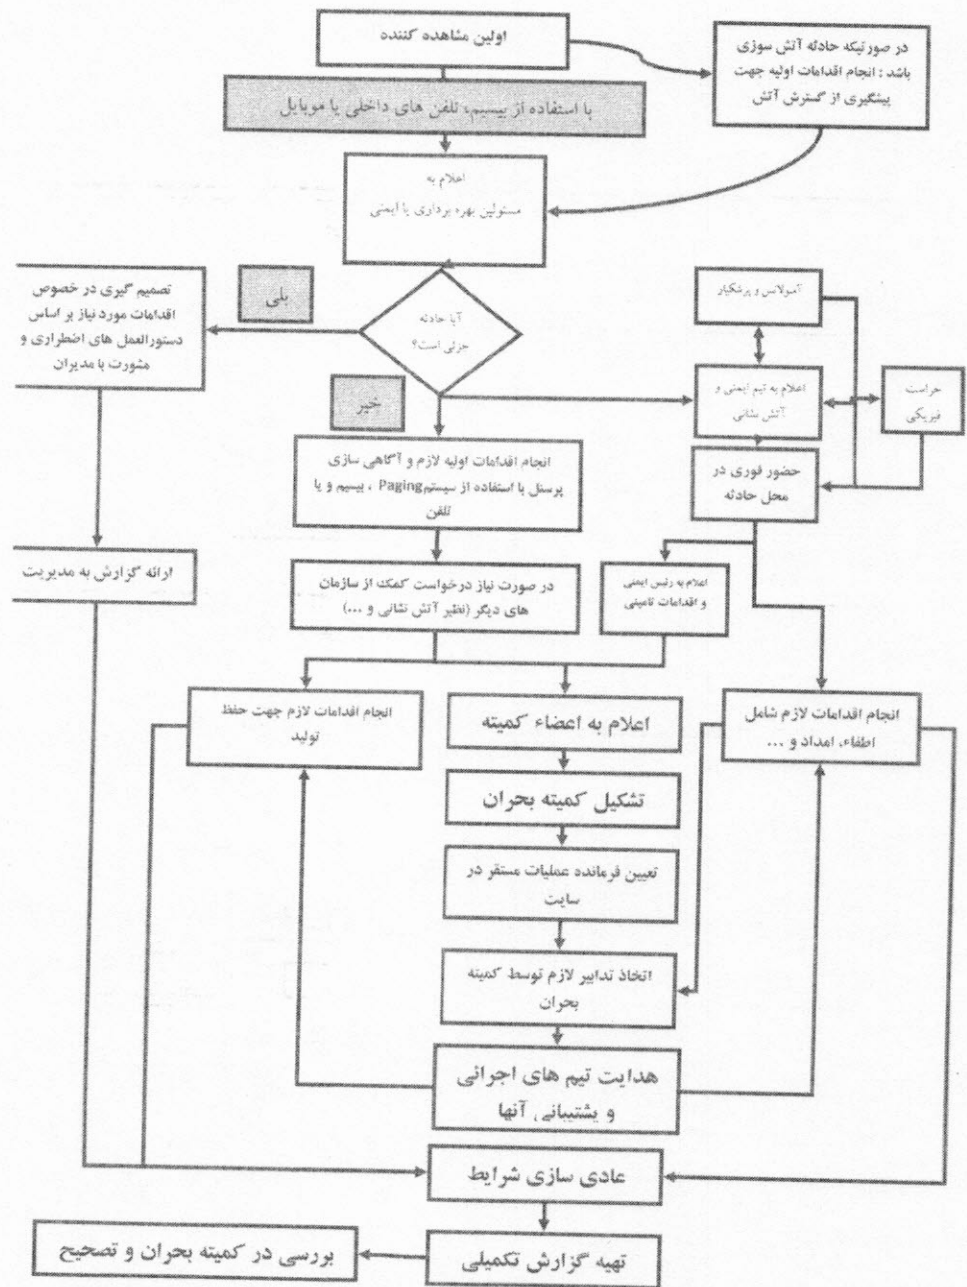 اولین مشاهده کننده
در صورتیکه حادثه آتش سوزی
باشد : انجام اقدامات اولیه جهت
پیشگیری از گسترش آتش
با استفاده از بیسیم، تلفن های داخلی یا موبایل
اعلام به
مسئولین بهره برداری یا ایمنی
آیا حادثه
جزئی است؟
بلی
تصمیم گیری در خصوص
اقدامات مورد نیاز بر اساس
دستورالعمل های اضطراری و
مشورت با مدیران
خیر
آمبولانس و پزشکیار
اعلام به تیم ایمنی و
آتش نشانی
حراست
فیزیکی
انجام اقدامات اولیه لازم و آگاهی سازی
پرسنل با استفاده از سیستم Paging ، بیسیم و یا
تلفن
حضور فوری در
محل حادثه
ارائه گزارش به مدیریت
در صورت نیاز درخواست کمک از سازمان
های دیگر (نظیر آتش نشانی و ...)
اعلام به رئیس ایمنی
و اقدامات تامینی
انجام اقدامات لازم جهت حفظ
تولید
اعلام به اعضاء کمیته
انجام اقدامات لازم شامل
اطفاء، امداد و ...
تشکیل کمیته بحران
تعیین فرمانده عملیات مستقر در
سایت
اتخاذ تدابیر لازم توسط کمیته
بحران
هدایت تیم های اجرائی
و پشتیبانی آنها
عادی سازی شرایط
تهیه گزارش تکمیلی
بررسی در کمیته بحران و تصحیح